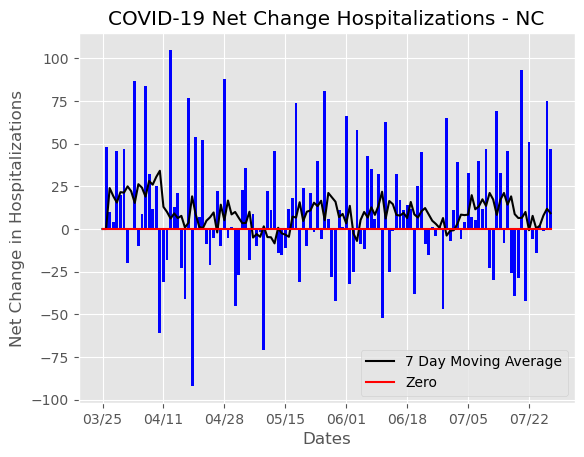 COVID-19 Net Change Hospitalizations - NC
Net Change in Hospitalizations
100
75
50
25
0
−25
−50
−75
−100
03/25 04/11 04/28 05/15 06/01 06/18 07/05 07/22
Dates
7 Day Moving Average
Zero